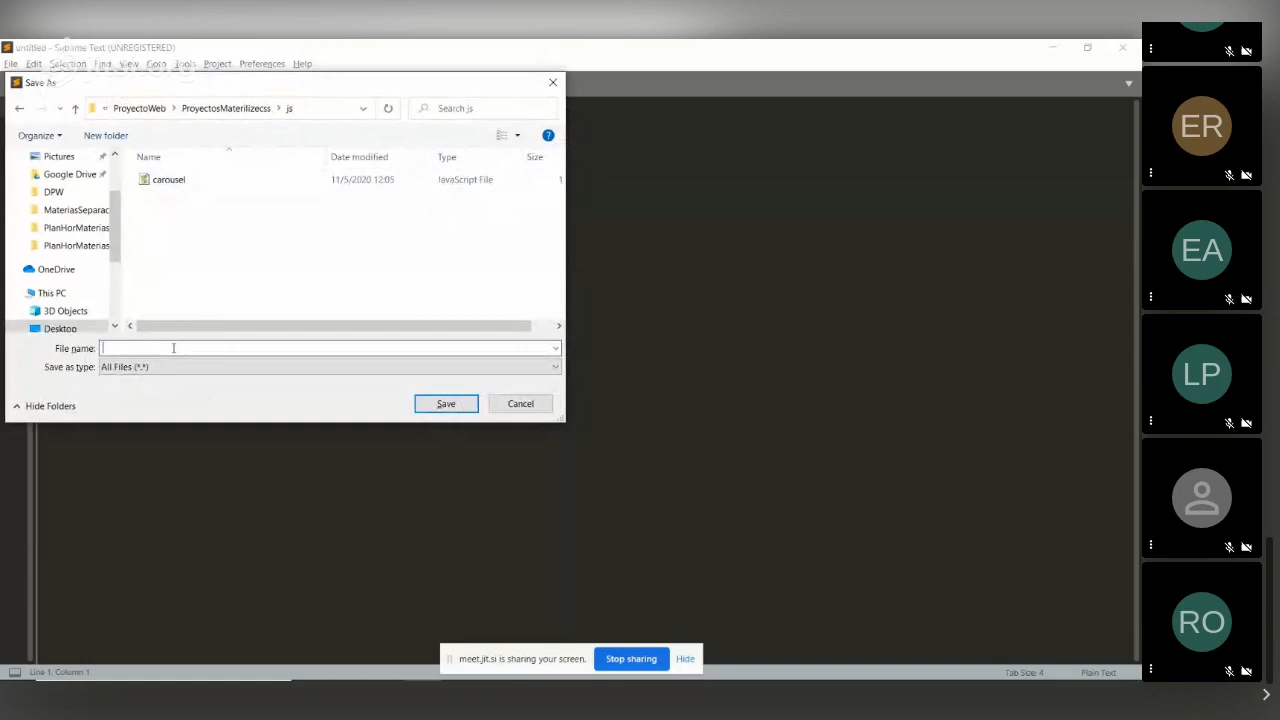 untitled - Sublime Text (UNREGISTERED)
File Edit Selection Find View Goto Tools Project Preferences Help
Save As
« ProyectoWeb > ProyectosMaterilizecss > js
Search js
Organize
New folder
Name Date modified Type Size
carousel 11/5/2020 12:05 JavaScript File 1
Pictures
Google Drive
DPW
MateriasSeparac
PlanHorMaterias
PlanHorMaterias
OneDrive
This PC
3D Objects
Desktop
File name:
Save as type: All Files (*.*)
Hide Folders
Save
Cancel
ER
EA
LP
RO
meet.jit.si is sharing your screen.
Stop sharing
Hide
Line 1, Column 1
Tab Size: 4
Plain Text